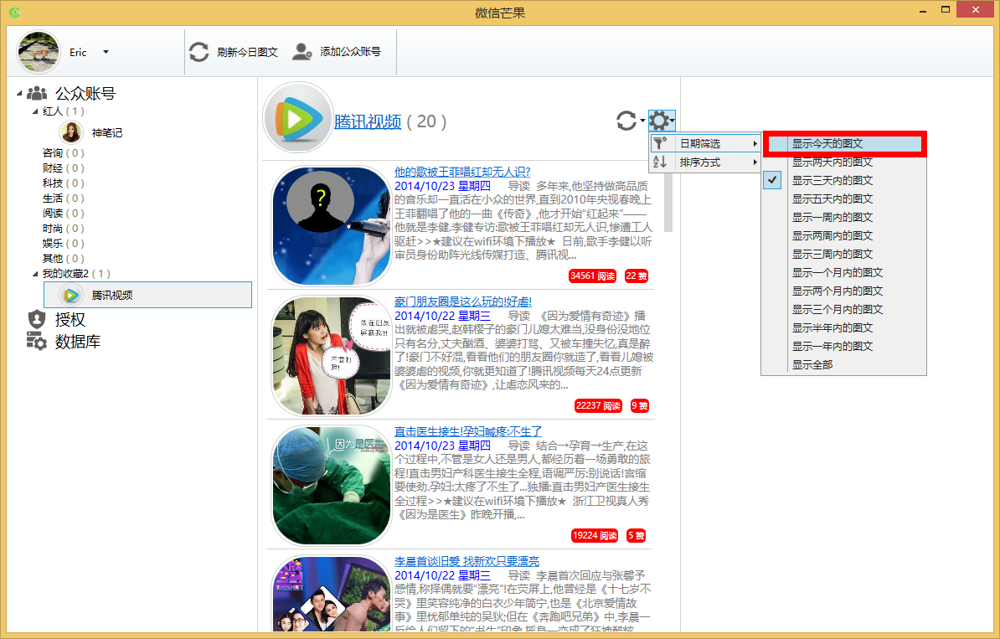 微信芒果
Eric
刷新今日图文
添加公众账号
公众账号
红人 ( 1 )
神笔记
咨询 ( 0 )
财经 ( 0 )
科技 ( 0 )
生活 ( 0 )
阅读 ( 0 )
时尚 ( 0 )
娱乐 ( 0 )
其他 ( 0 )
我的收藏2 ( 1 )
腾讯视频
授权
数据库
腾讯视频 ( 20 )
日期筛选
排序方式
显示今天的图文
显示两天内的图文
显示三天内的图文
显示五天内的图文
显示一周内的图文
显示两周内的图文
显示三周内的图文
显示一个月内的图文
显示两个月内的图文
显示三个月内的图文
显示半年内的图文
显示一年内的图文
显示全部
他的歌被王菲唱红却无人识?
2014/10/23 星期四 导读 多年来,他坚持做高品质
的音乐却一直活在小众的世界,直到2010年央视春晚上
王菲翻唱了他的一曲《传奇》,他才开始“红起来”——
他就是李健.李健专访:歌被王菲唱红却无人识,惨遭工人
驱赶>>★建议在wifi环境下播放★ 日前,歌手李健以听
审员身份助阵光线传媒打造、腾讯视...
34561 阅读 22 赞
豪门朋友圈是这么玩的!好虐!
2014/10/22 星期三 导读 《因为爱情有奇迹》播
出就被虐哭,赵韩樱子的豪门儿媳太难当,没身份没地位
只有名分,丈夫酗酒、婆婆打骂、又被车撞失忆,真是醉
了!豪门不好混,看看他们的朋友圈你就造了,看看儿媳被
婆婆虐的视频,你就更知道了!腾讯视频每天24点更新
《因为爱情有奇迹》,让虐恋风来的...
不要打
脸!
22237 阅读 9 赞
直击医生接生!孕妇喊疼:不生了
2014/10/23 星期四 导读 结合→孕育→生产,在这
个过程中,不管是女人还是男人,都经历着一场勇敢的旅
程!直击男妇产科医生接生全程,语调严厉:别说话!宫缩
要使劲.孕妇:太疼了不生了...独播:直击男妇产医生接生
全过程>>★建议在wifi环境下播放★ 浙江卫视真人秀
《因为是医生》昨晚开播,...
因为是医生
19224 阅读 5 赞
李晨首谈旧爱 找新欢只要漂亮
2014/10/22 星期三 导读 李晨首次回应与张馨予
感情,称择偶就要“漂亮”!在荧屏上,他曾经是《十七岁不
哭》里笑容纯净的白衣少年简宁,也是《北京爱情故
事》里忧郁单纯的吴狄;但在《奔跑吧兄弟》中,李晨一